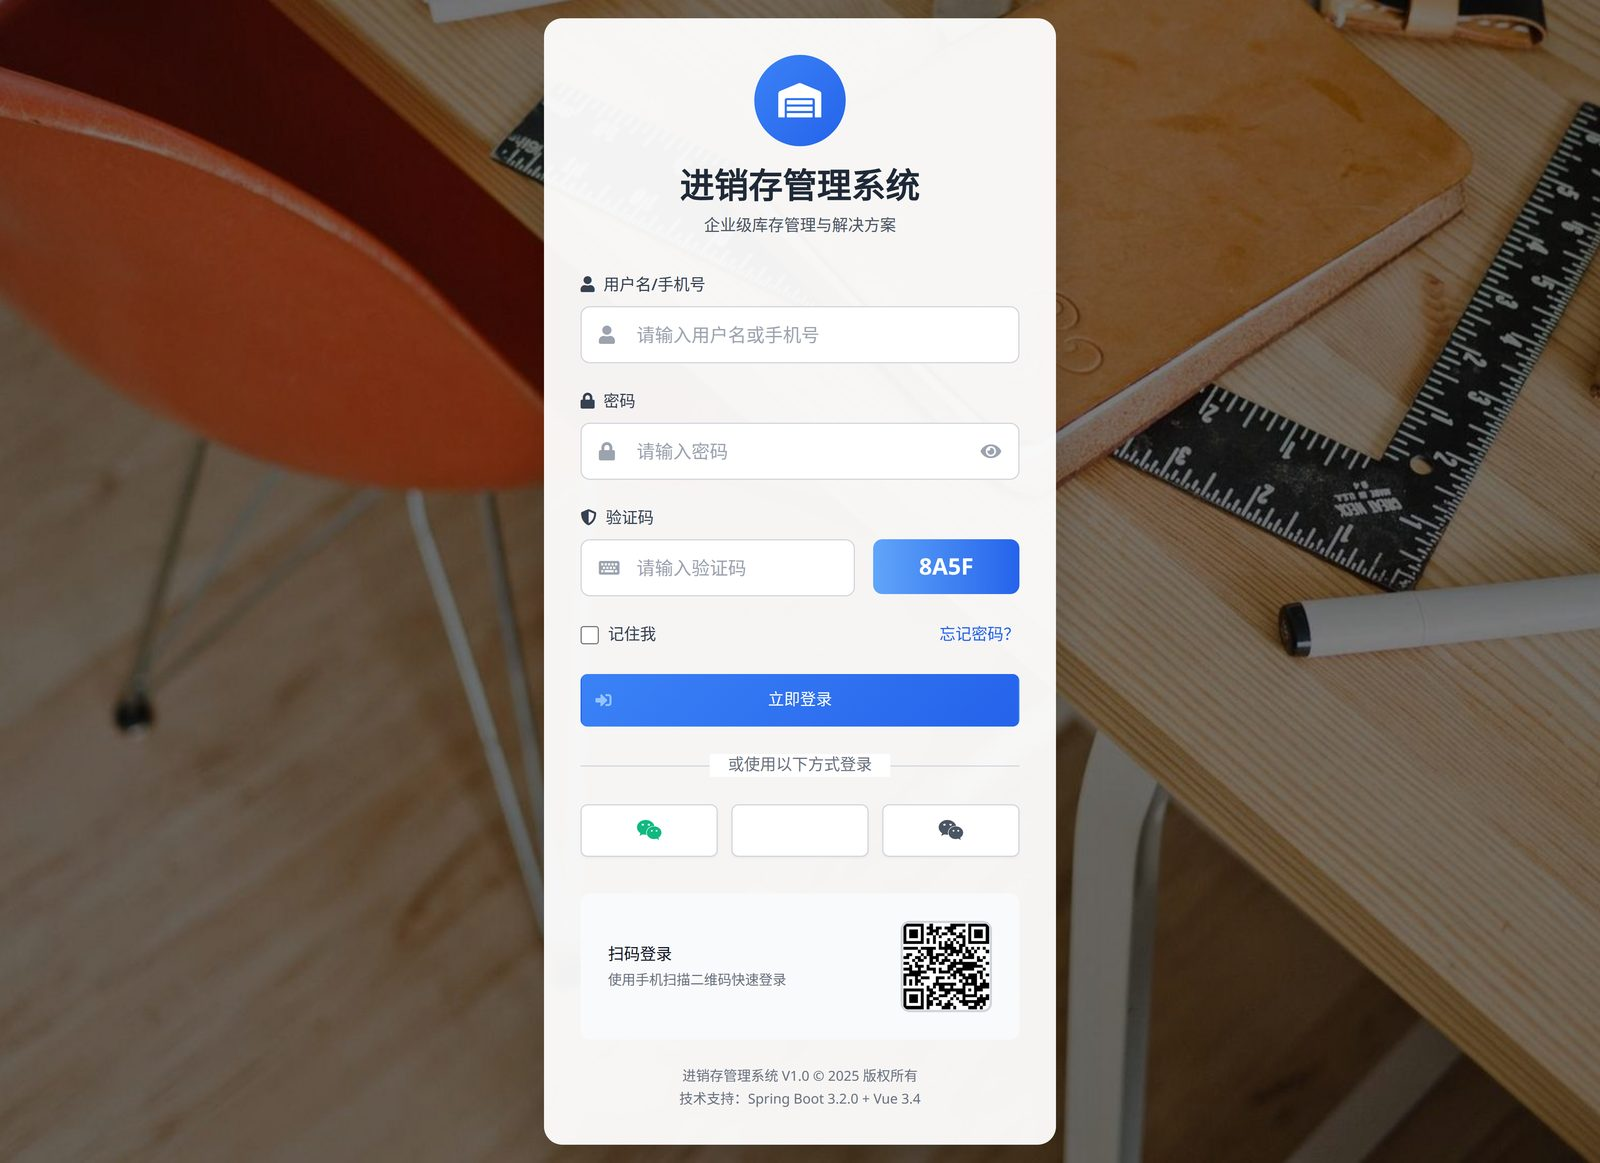 进销存管理系统
企业级库存管理与解决方案
用户名/手机号
请输入用户名或手机号
密码
请输入密码
验证码
请输入验证码
8A5F
记住我
忘记密码？
立即登录
或使用以下方式登录
扫码登录
使用手机扫描二维码快速登录
进销存管理系统 V1.0 © 2025 版权所有
技术支持：Spring Boot 3.2.0 + Vue 3.4
GREAT NECK
MADE IN U.S.A.